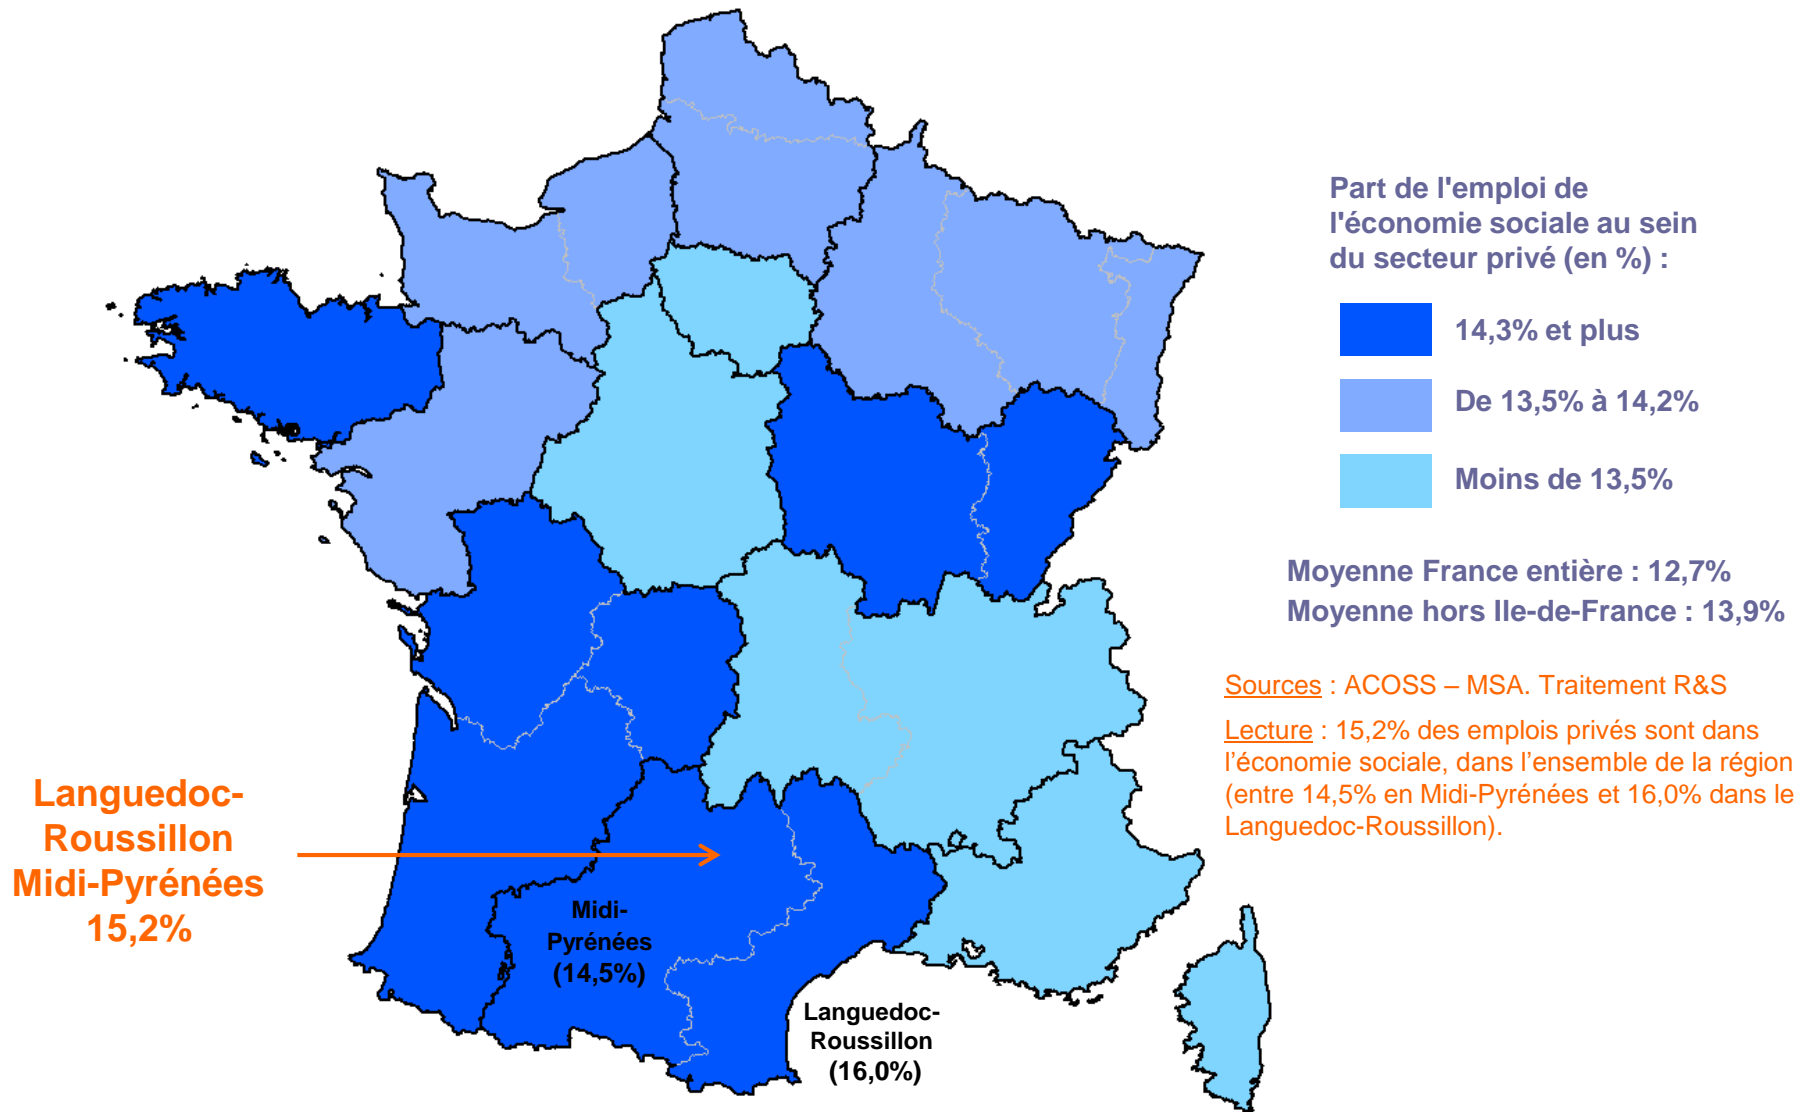 Part de l'emploi de
l'économie sociale au sein
du secteur privé (en %) :
14,3% et plus
De 13,5% à 14,2%
Moins de 13,5%
Moyenne France entière : 12,7%
Moyenne hors Ile-de-France : 13,9%
Sources : ACOSS – MSA. Traitement R&S
Lecture : 15,2% des emplois privés sont dans
l’économie sociale, dans l’ensemble de la région
(entre 14,5% en Midi-Pyrénées et 16,0% dans le
Languedoc-Roussillon).
Languedoc-
Roussillon
Midi-Pyrénées
15,2%
Midi-
Pyrénées
(14,5%)
Languedoc-
Roussillon
(16,0%)